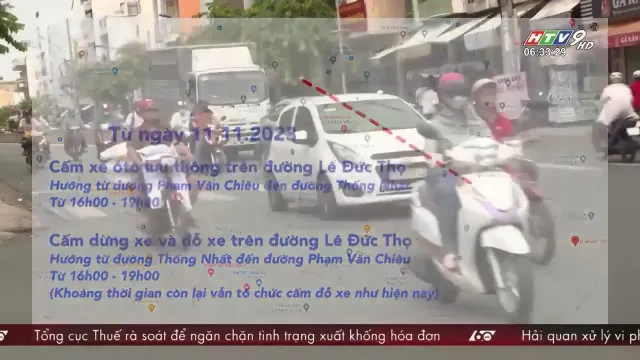 HTV9 HD
06:33:29
Từ ngày 11.11.2023
Cấm xe ôtô lưu thông trên đường Lê Đức Thọ
Hướng từ đường Phạm Văn Chiêu đến đường Thống Nhất
Từ 16h00 - 19h00
Cấm dừng xe và đỗ xe trên đường Lê Đức Thọ
Hướng từ đường Thống Nhất đến đường Phạm Văn Chiêu
Từ 16h00 - 19h00
(Khoảng thời gian còn lại vẫn tổ chức cấm đỗ xe như hiện nay)
Tổng cục Thuế rà soát để ngăn chặn tình trạng xuất khống hóa đơn
60
Hải quan xử lý vi ph